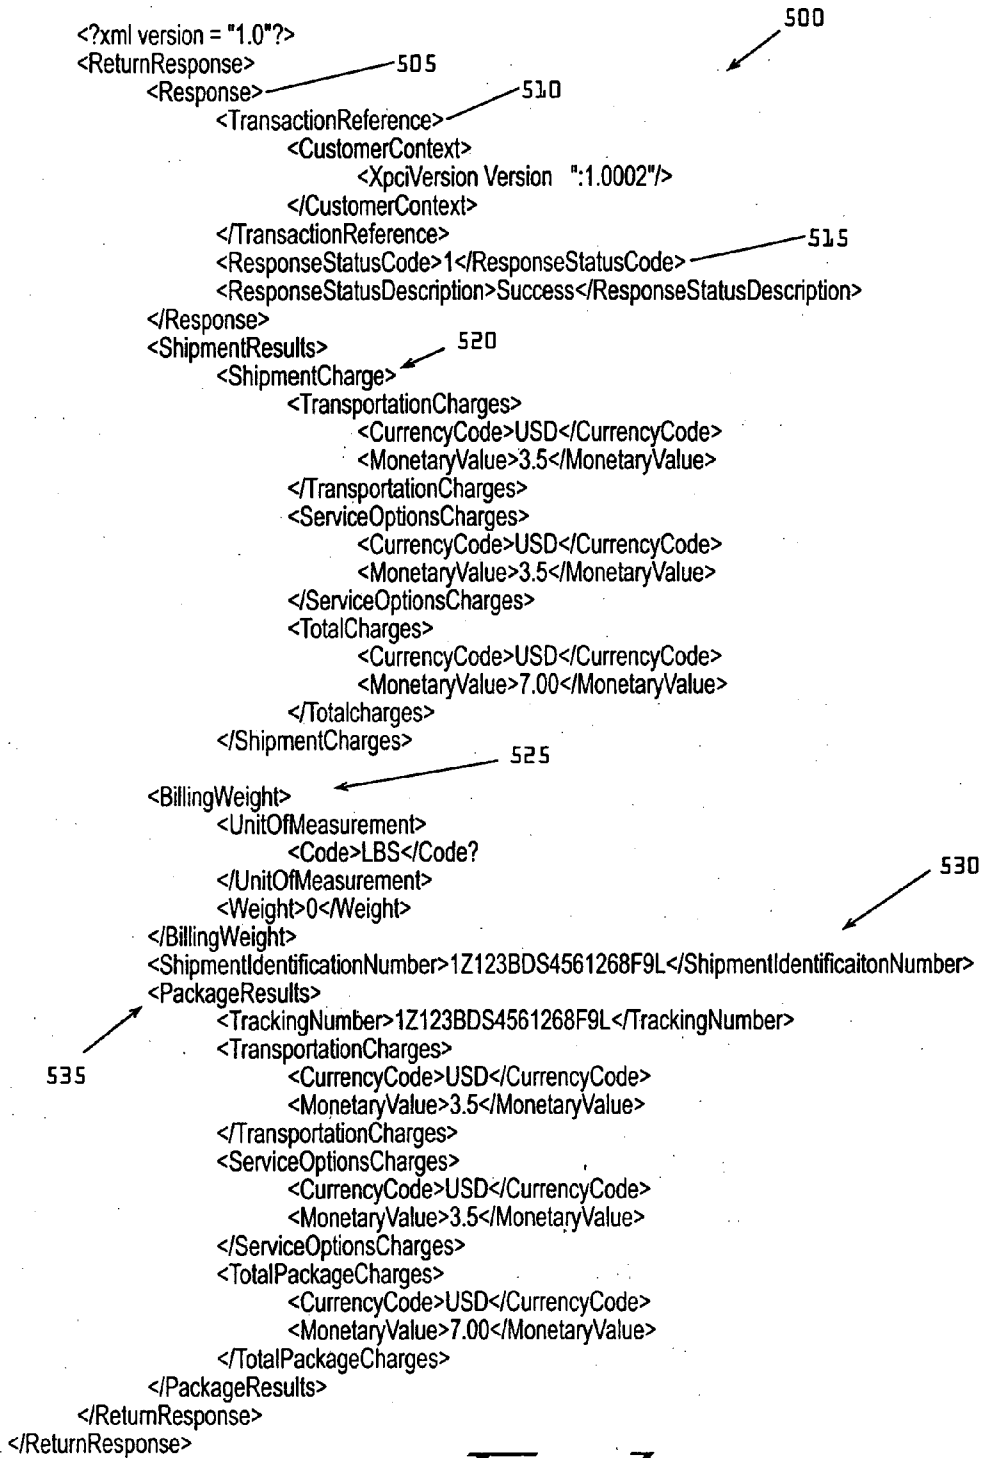 500
<?xml version = "1.0"?>
<ReturnResponse>
505
<Response>
510
<TransactionReference>
<CustomerContext>
<XpciVersion Version ":1.0002"/>
</CustomerContext>
</TransactionReference>
515
<ResponseStatusCode>1</ResponseStatusCode>
<ResponseStatusDescription>Success</ResponseStatusDescription>
</Response>
<ShipmentResults>
520
<ShipmentCharge>
<TransportationCharges>
<CurrencyCode>USD</CurrencyCode>
<MonetaryValue>3.5</MonetaryValue>
</TransportationCharges>
<ServiceOptionsCharges>
<CurrencyCode>USD</CurrencyCode>
<MonetaryValue>3.5</MonetaryValue>
</ServiceOptionsCharges>
<TotalCharges>
<CurrencyCode>USD</CurrencyCode>
<MonetaryValue>7.00</MonetaryValue>
</Totalcharges>
</ShipmentCharges>
525
<BillingWeight>
<UnitOfMeasurement>
<Code>LBS</Code?
</UnitOfMeasurement>
530
<Weight>0</Weight>
</BillingWeight>
<ShipmentIdentificationNumber>1Z123BDS4561268F9L</ShipmentIdentificaitonNumber>
<PackageResults>
<TrackingNumber>1Z123BDS4561268F9L</TrackingNumber>
<TransportationCharges>
535
<CurrencyCode>USD</CurrencyCode>
<MonetaryValue>3.5</MonetaryValue>
</TransportationCharges>
<ServiceOptionsCharges>
<CurrencyCode>USD</CurrencyCode>
<MonetaryValue>3.5</MonetaryValue>
</ServiceOptionsCharges>
<TotalPackageCharges>
<CurrencyCode>USD</CurrencyCode>
<MonetaryValue>7.00</MonetaryValue>
</TotalPackageCharges>
</PackageResults>
</ReturnResponse>
</ReturnResponse>